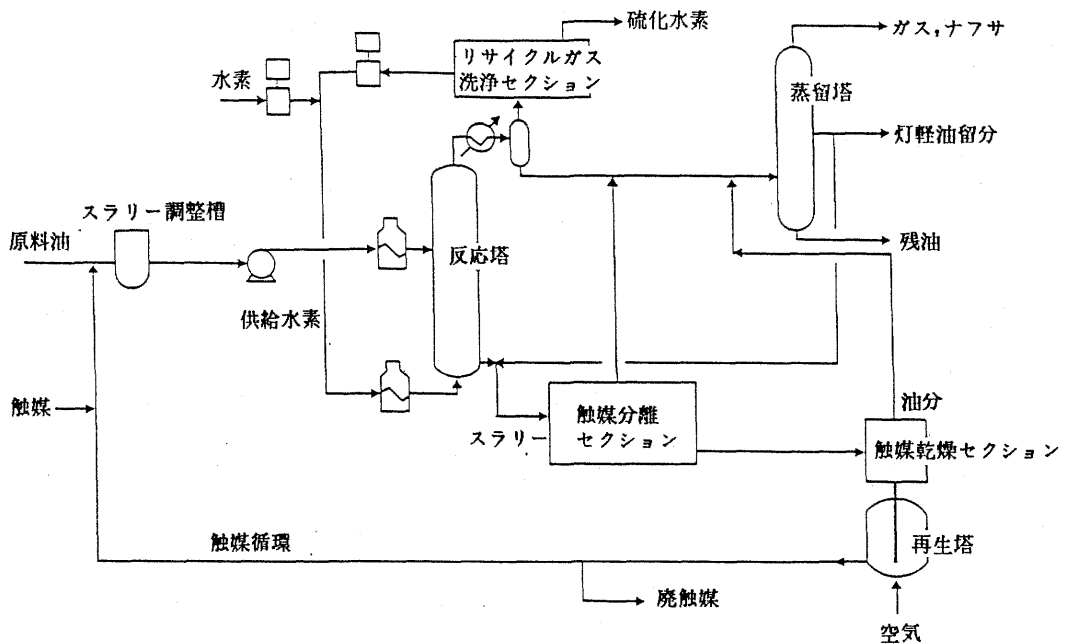 硫化水素
ガス,ナフサ
リサイクルガス
洗浄セクション
水素
蒸留塔
灯軽油留分
スラリー調整槽
原料油
反応塔
残油
供給水素
触媒
スラリー
触媒分離
セクション
油分
触媒乾燥セクション
触媒循環
再生塔
廃触媒
空気